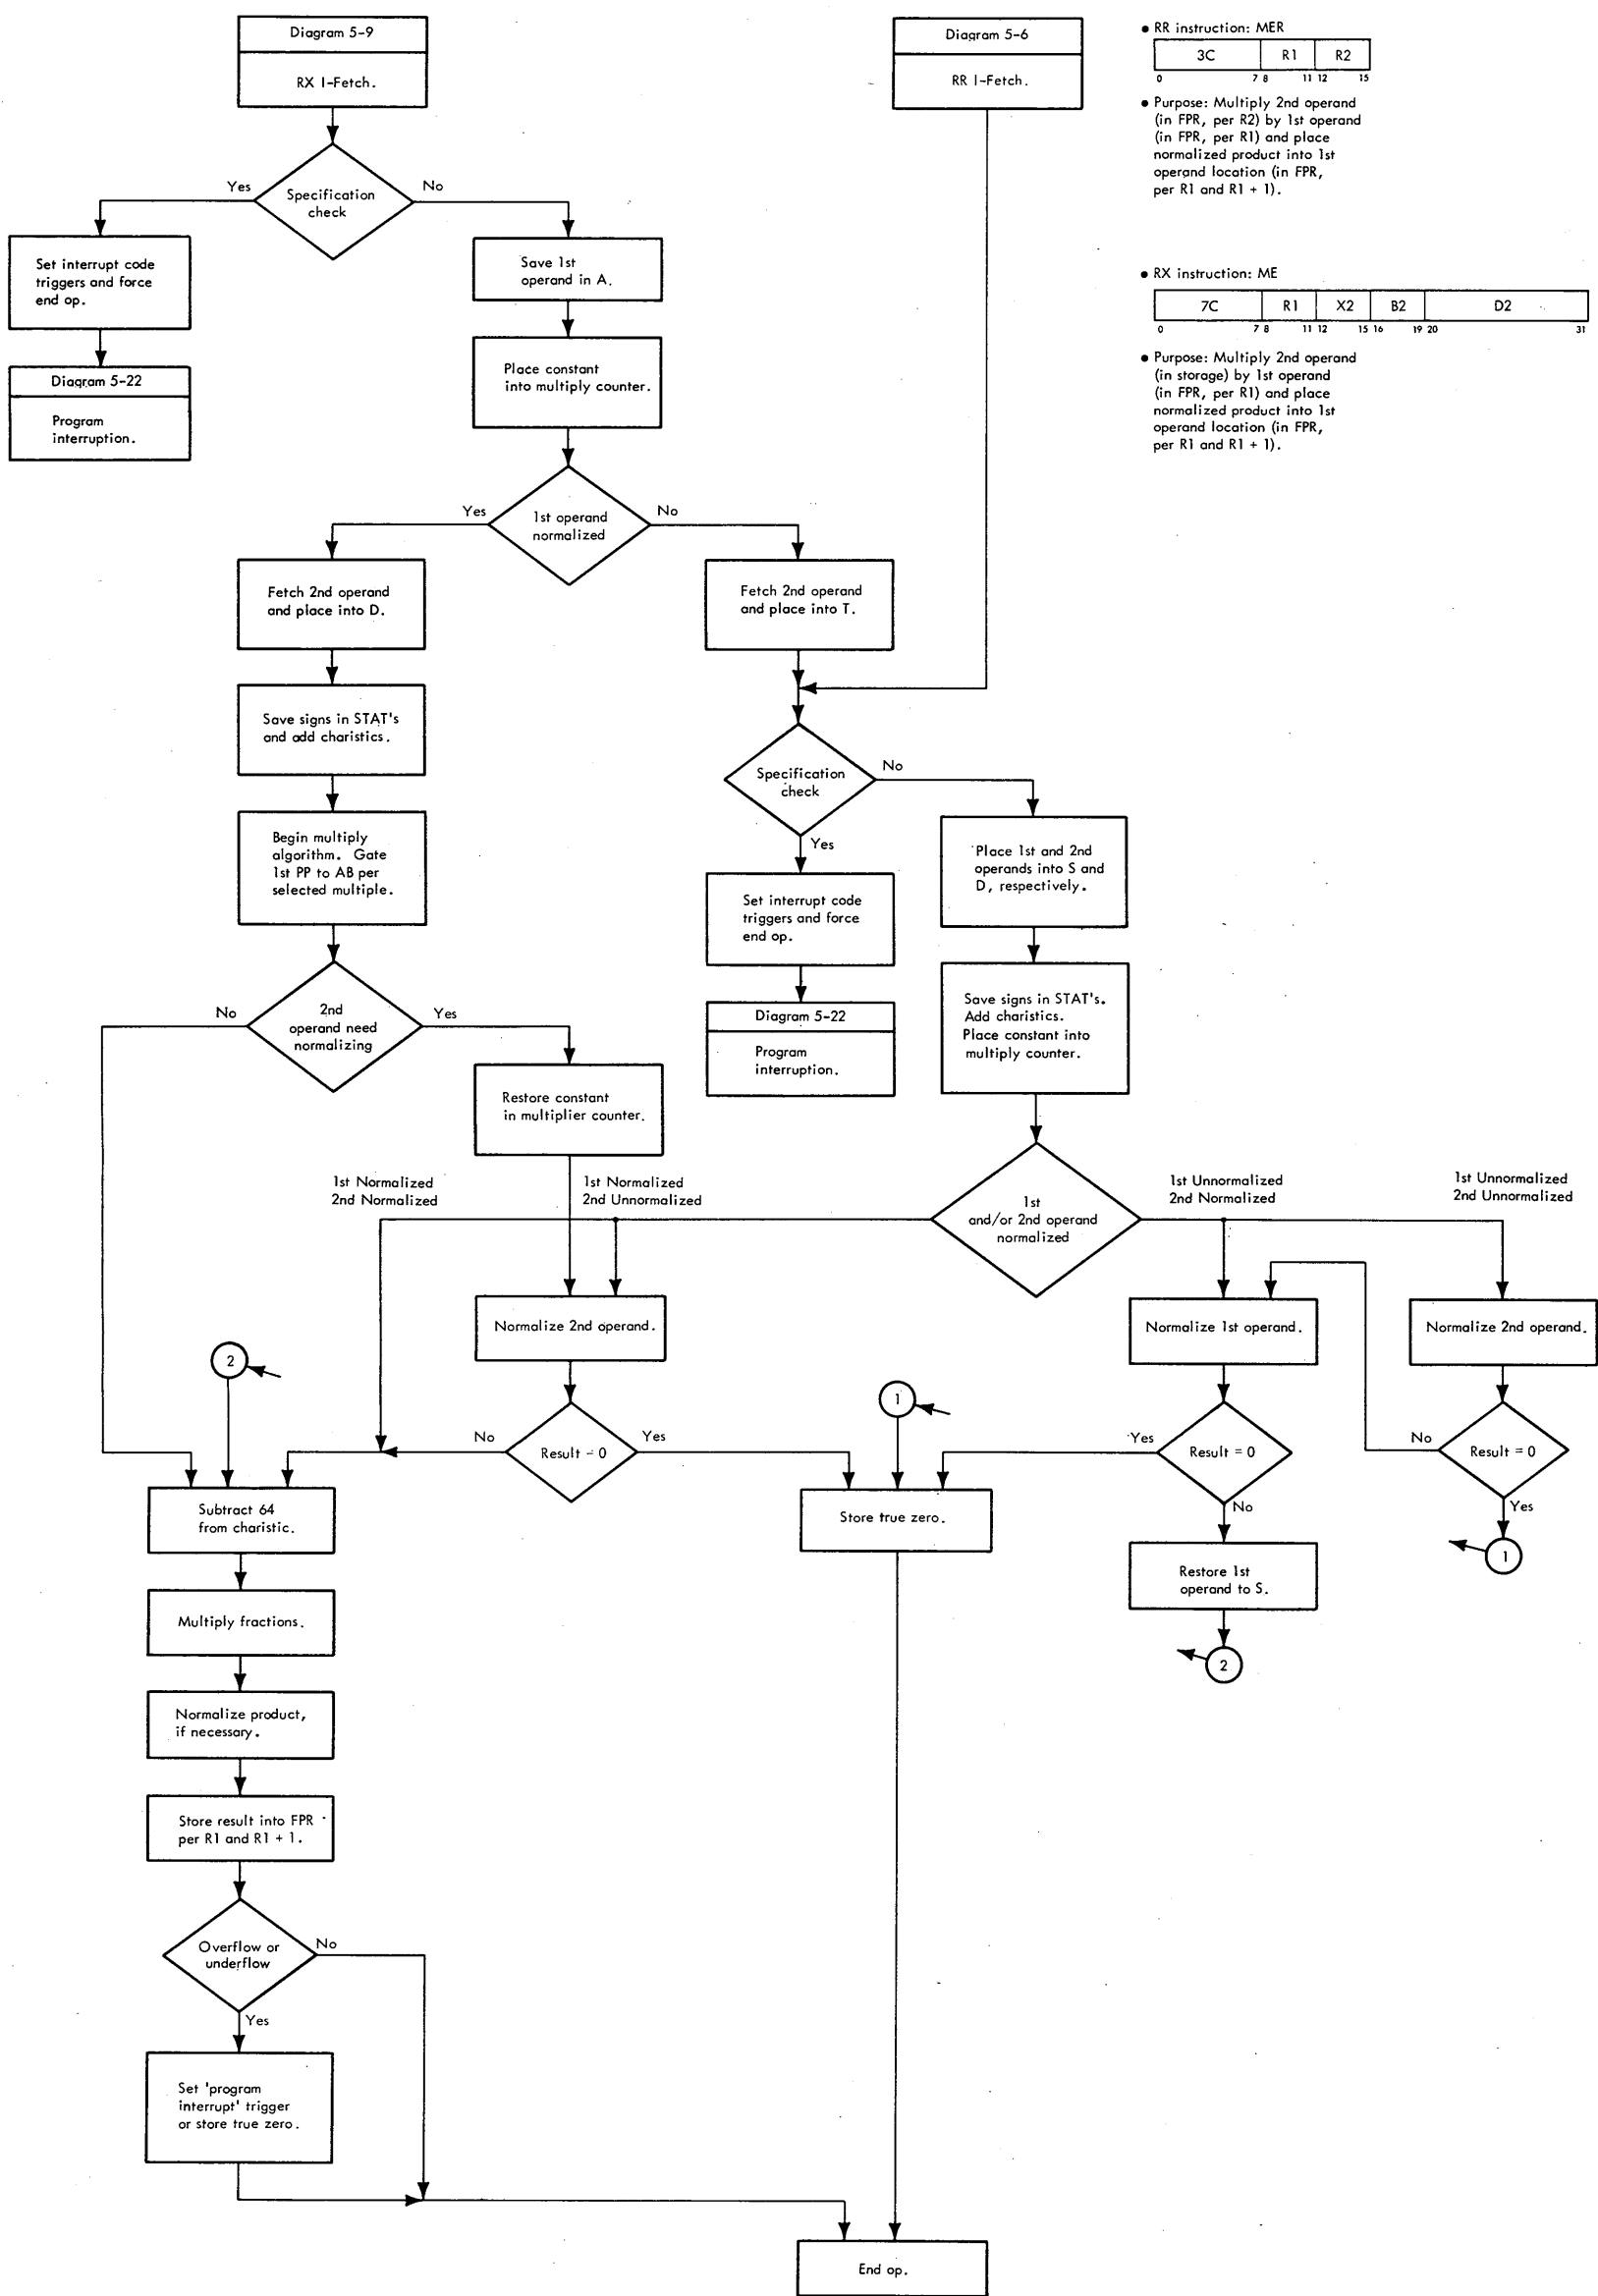 Diagram 5-9
RX I-Fetch.
Diagram 5-6
RR I-Fetch.
• RR instruction: MER
3C R1 R2
0 7 8 11 12 15
• Purpose: Multiply 2nd operand
(in FPR, per R2) by 1st operand
(in FPR, per R1) and place
normalized product into 1st
operand location (in FPR,
per R1 and R1 + 1).
• RX instruction: ME
7C R1 X2 B2 D2
0 7 8 11 12 15 16 19 20 31
• Purpose: Multiply 2nd operand
(in storage) by 1st operand
(in FPR, per R1) and place
normalized product into 1st
operand location (in FPR,
per R1 and R1 + 1).
Yes
Specification
check
No
Set interrupt code
triggers and force
end op.
Diagram 5-22
Program
interruption.
Save 1st
operand in A.
Place constant
into multiply counter.
Yes
1st operand
normalized
No
Fetch 2nd operand
and place into D.
Fetch 2nd operand
and place into T.
Save signs in STAT's
and add charistics.
Begin multiply
algorithm. Gate
1st PP to AB per
selected multiple.
Specification
check
No
Yes
Set interrupt code
triggers and force
end op.
Diagram 5-22
Program
interruption.
Place 1st and 2nd
operands into S and
D, respectively.
Save signs in STAT's.
Add charistics.
Place constant into
multiply counter.
No
2nd
operand need
normalizing
Yes
Restore constant
in multiplier counter.
1st Normalized
2nd Normalized
1st Normalized
2nd Unnormalized
1st
and/or 2nd operand
normalized
1st Unnormalized
2nd Normalized
1st Unnormalized
2nd Unnormalized
Normalize 2nd operand.
Normalize 1st operand.
Normalize 2nd operand.
2
1
No
Result = 0
Yes
Yes
Result = 0
No
No
Result = 0
Yes
1
Subtract 64
from charistic.
Store true zero.
Restore 1st
operand to S.
2
Multiply fractions.
Normalize product,
if necessary.
Store result into FPR
per R1 and R1 + 1.
Overflow or
underflow
No
Yes
Set 'program
interrupt' trigger
or store true zero.
End op.